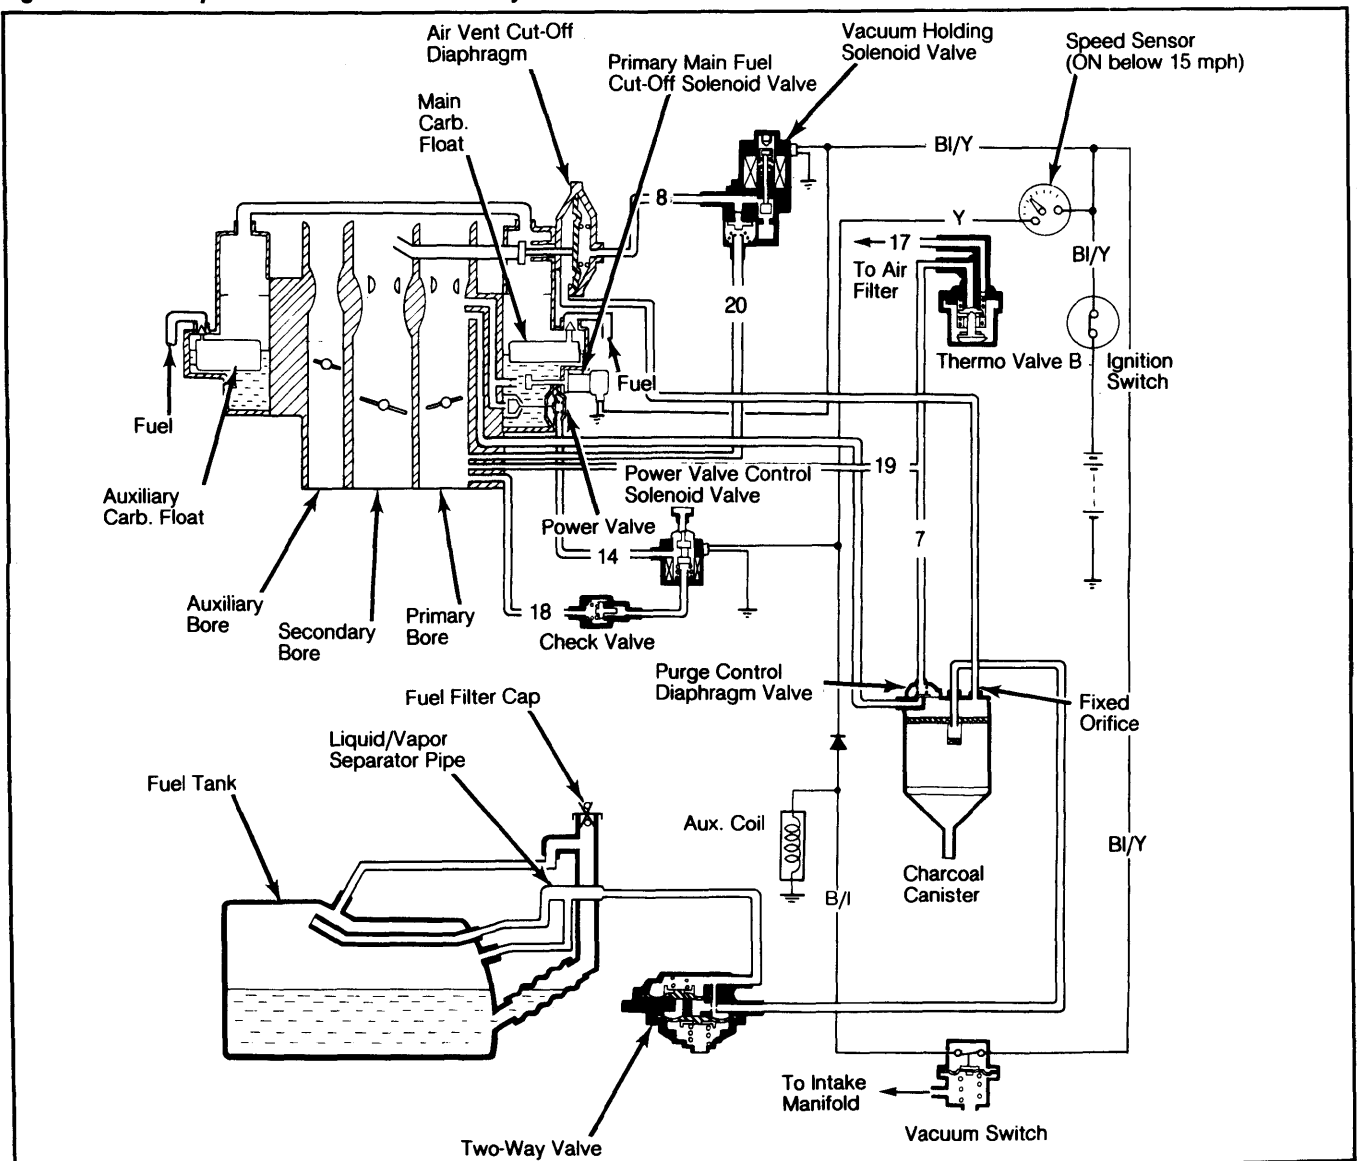 Air Vent Cut-Off
Diaphragm
Vacuum Holding
Solenoid Valve
Speed Sensor
(ON below 15 mph)
Primary Main Fuel
Cut-Off Solenoid Valve
Main
Carb.
Float
Bl/Y
8
Y
17
To Air
Filter
Bl/Y
20
Thermo Valve B
Ignition
Switch
Fuel
Fuel
19
Power Valve Control
Solenoid Valve
Auxiliary
Carb. Float
Power Valve
14
7
18
Check Valve
Auxiliary
Bore
Secondary
Bore
Primary
Bore
Purge Control
Diaphragm Valve
Fixed
Orifice
Fuel Filter Cap
Liquid/Vapor
Separator Pipe
Fuel Tank
Aux. Coil
Bl/Y
Charcoal
Canister
B/l
To Intake
Manifold
Vacuum Switch
Two-Way Valve